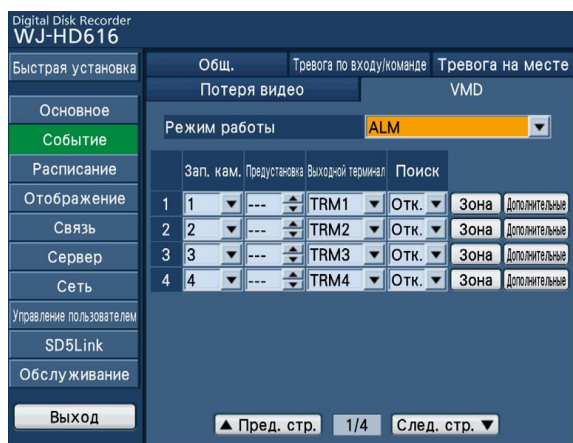 Digital Disk Recorder
WJ-HD616
Быстрая установка
Основное
Событие
Расписание
Отображение
Связь
Сервер
Сеть
Управление пользователем
SD5Link
Обслуживание
Выход
Общ. Тревога по входу/команде Тревога на месте
Потеря видео VMD
Режим работы ALM
Зап. кам. Предустановка Выходной терминал Поиск
1 1 --- TRM1 Отк. Зона Дополнительные
2 2 --- TRM2 Отк. Зона Дополнительные
3 3 --- TRM3 Отк. Зона Дополнительные
4 4 --- TRM4 Отк. Зона Дополнительные
▲ Пред. стр. 1/4 След. стр. ▼